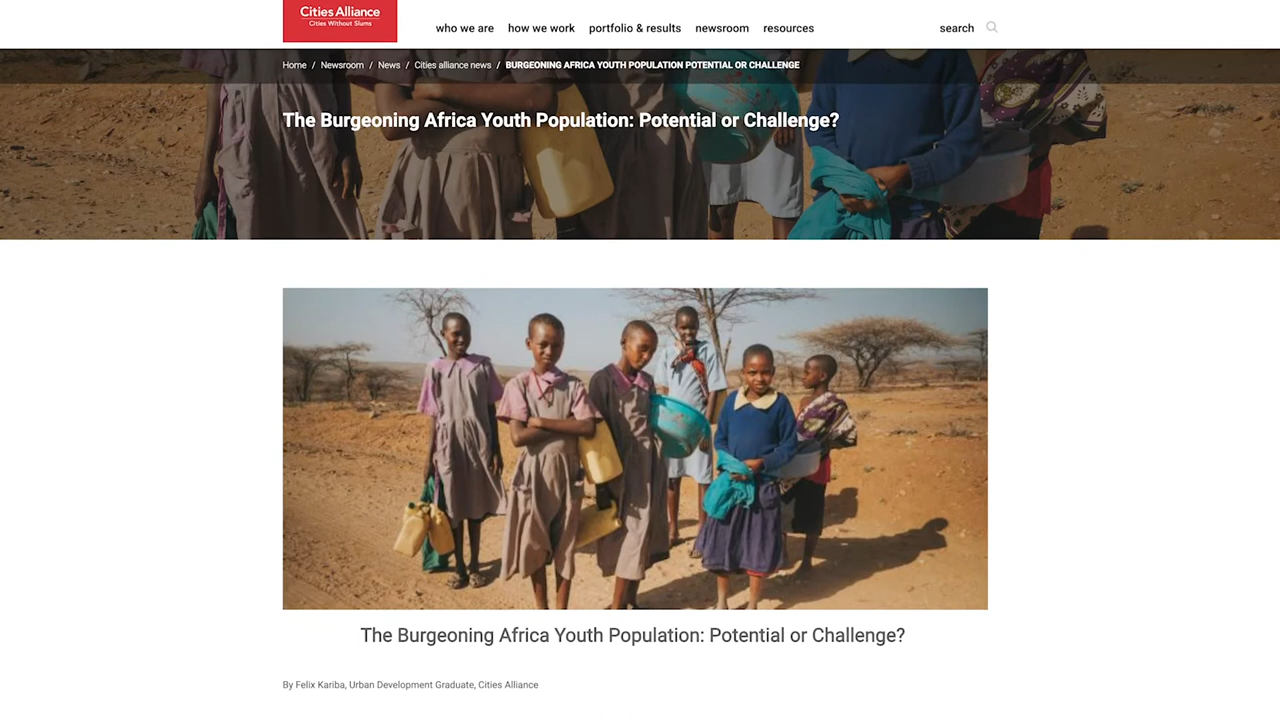 Cities Alliance
Cities Without Slums
who we are how we work portfolio & results newsroom resources search
Home / Newsroom / News / Cities alliance news / BURGEONING AFRICA YOUTH POPULATION POTENTIAL OR CHALLENGE
The Burgeoning Africa Youth Population: Potential or Challenge?
The Burgeoning Africa Youth Population: Potential or Challenge?
By Felix Kariba, Urban Development Graduate, Cities Alliance